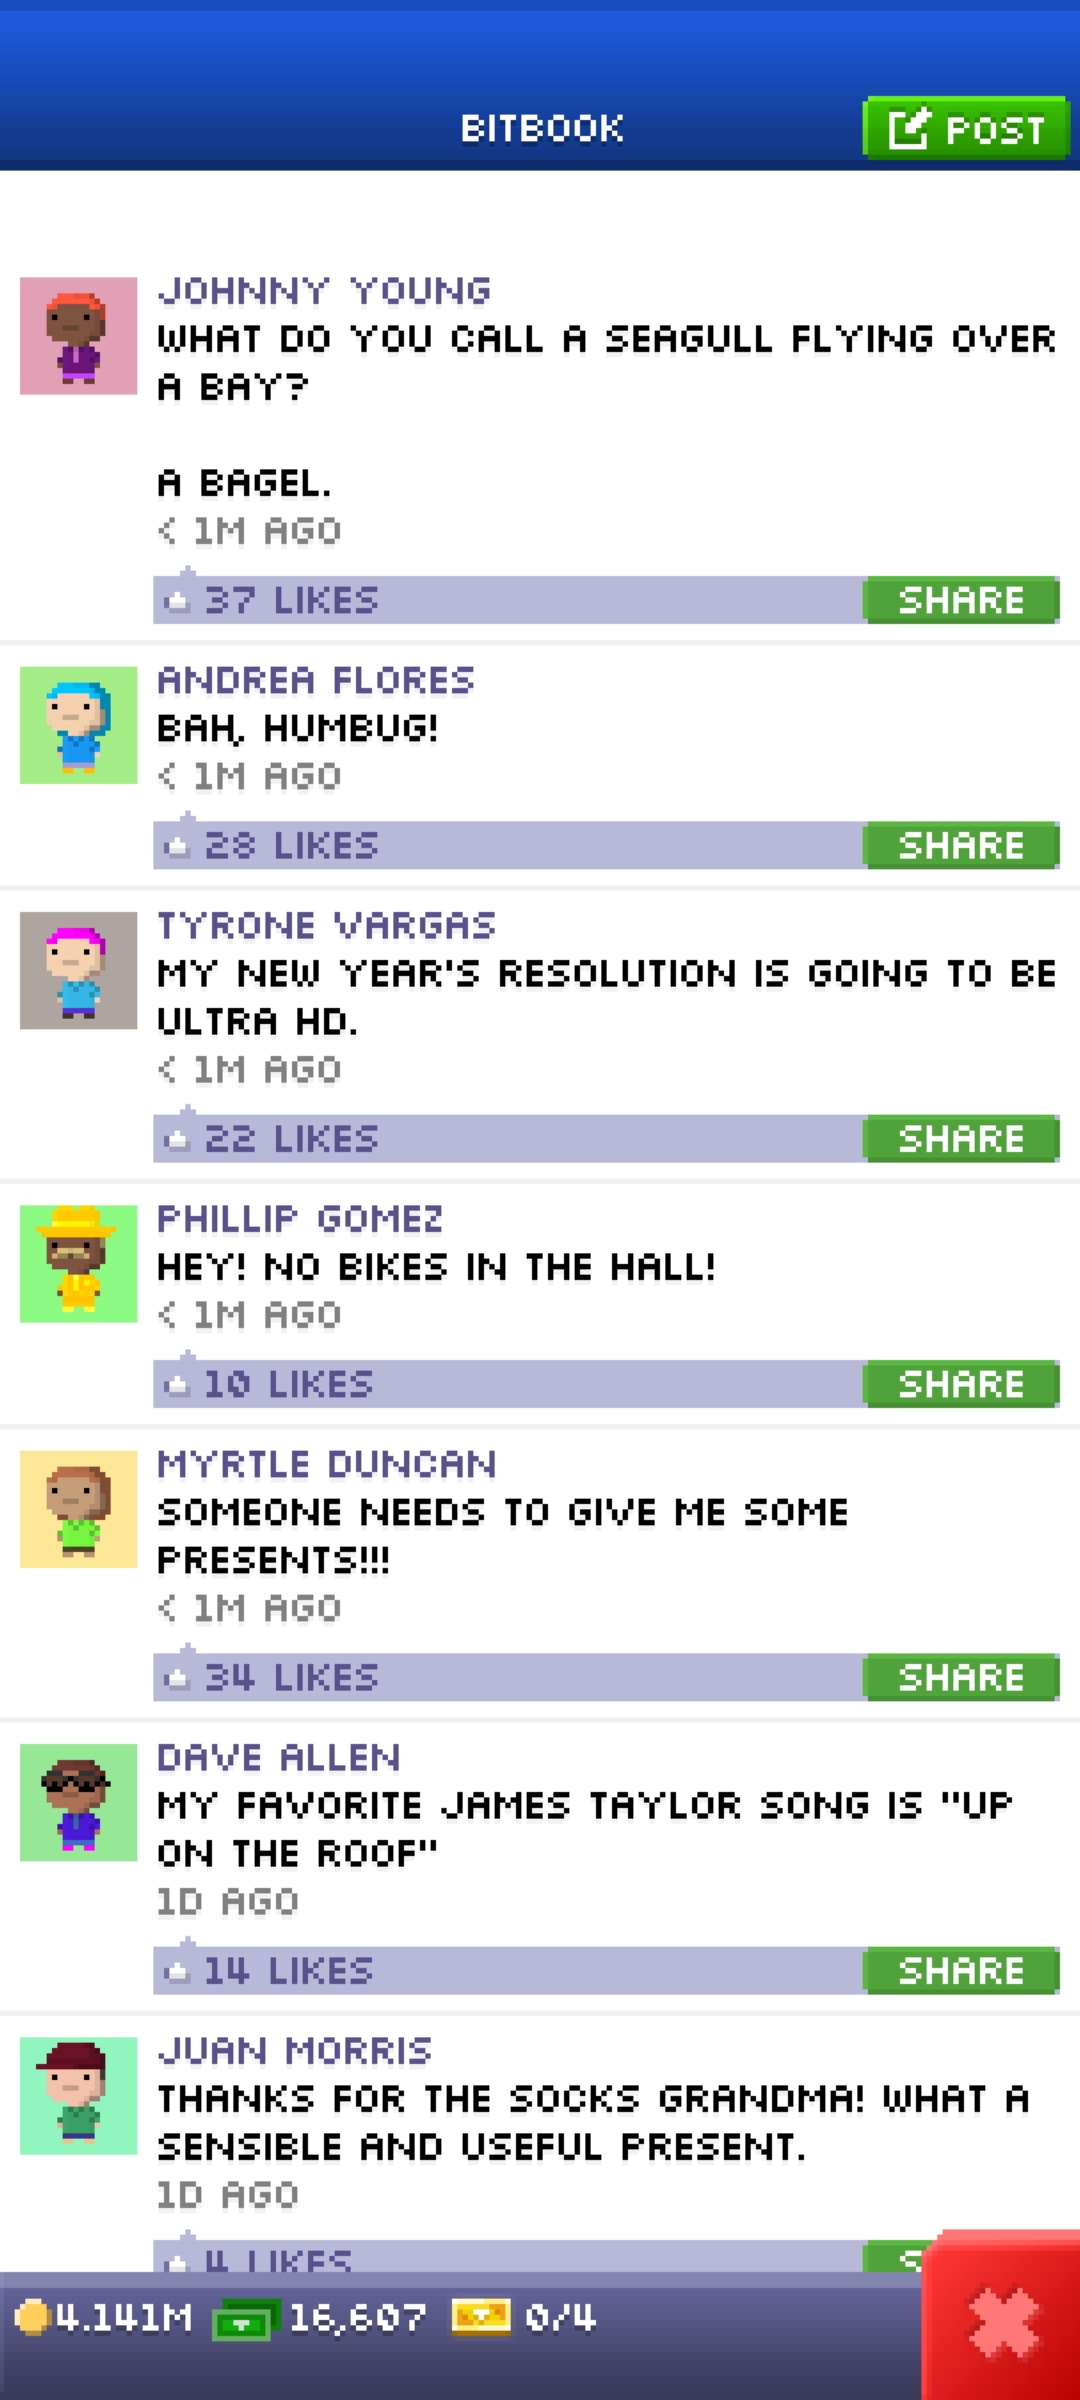 BITBOOK
POST
JOHNNY YOUNG
WHAT DO YOU CALL A SEAGULL FLYING OVER
A BAY?
A BAGEL.
< 1M AGO
37 LIKES
SHARE
ANDREA FLORES
BAH, HUMBUG!
< 1M AGO
28 LIKES
SHARE
TYRONE VARGAS
MY NEW YEAR'S RESOLUTION IS GOING TO BE
ULTRA HD.
< 1M AGO
22 LIKES
SHARE
PHILLIP GOMEZ
HEY! NO BIKES IN THE HALL!
< 1M AGO
10 LIKES
SHARE
MYRTLE DUNCAN
SOMEONE NEEDS TO GIVE ME SOME
PRESENTS!!!
< 1M AGO
34 LIKES
SHARE
DAVE ALLEN
MY FAVORITE JAMES TAYLOR SONG IS "UP
ON THE ROOF"
1D AGO
14 LIKES
SHARE
JUAN MORRIS
THANKS FOR THE SOCKS GRANDMA! WHAT A
SENSIBLE AND USEFUL PRESENT.
1D AGO
4 LIKES
4.141M 16,607 0/4